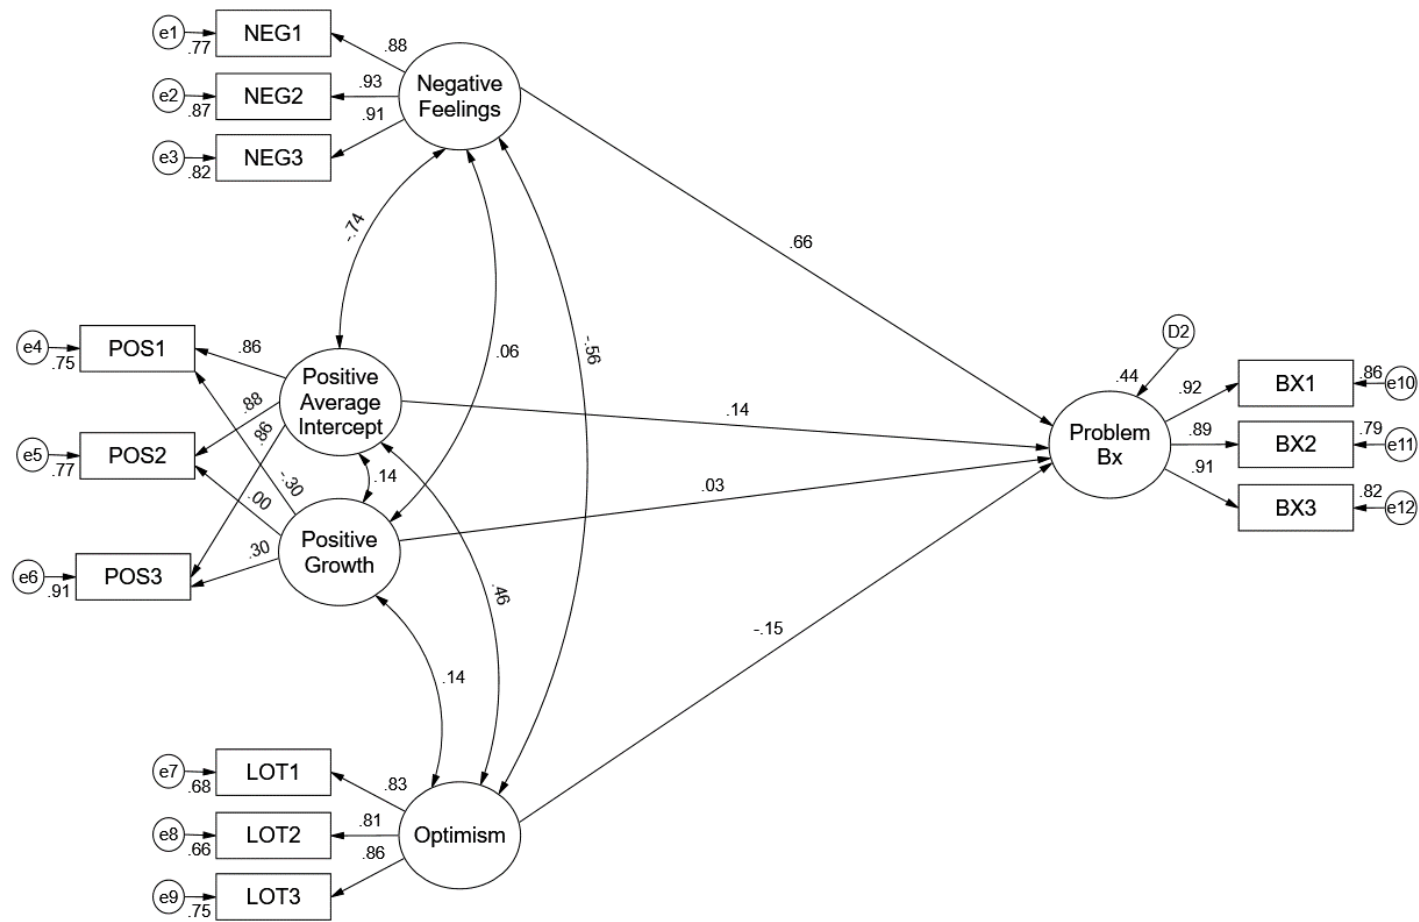 e1
.77
NEG1
.88
e2
.87
NEG2
.93
e3
.82
NEG3
.91
Negative
Feelings
-.74
.06
-.56
.66
e4
.75
POS1
.86
e5
.77
POS2
.88
.86
e6
.91
POS3
-.30
.00
.30
Positive
Average
Intercept
.14
.14
Positive
Growth
.03
.46
.14
-.15
D2
.44
Problem
Bx
.92
BX1
.86
e10
.89
BX2
.79
e11
.91
BX3
.82
e12
e7
.68
LOT1
.83
e8
.66
LOT2
.81
e9
.75
LOT3
.86
Optimism